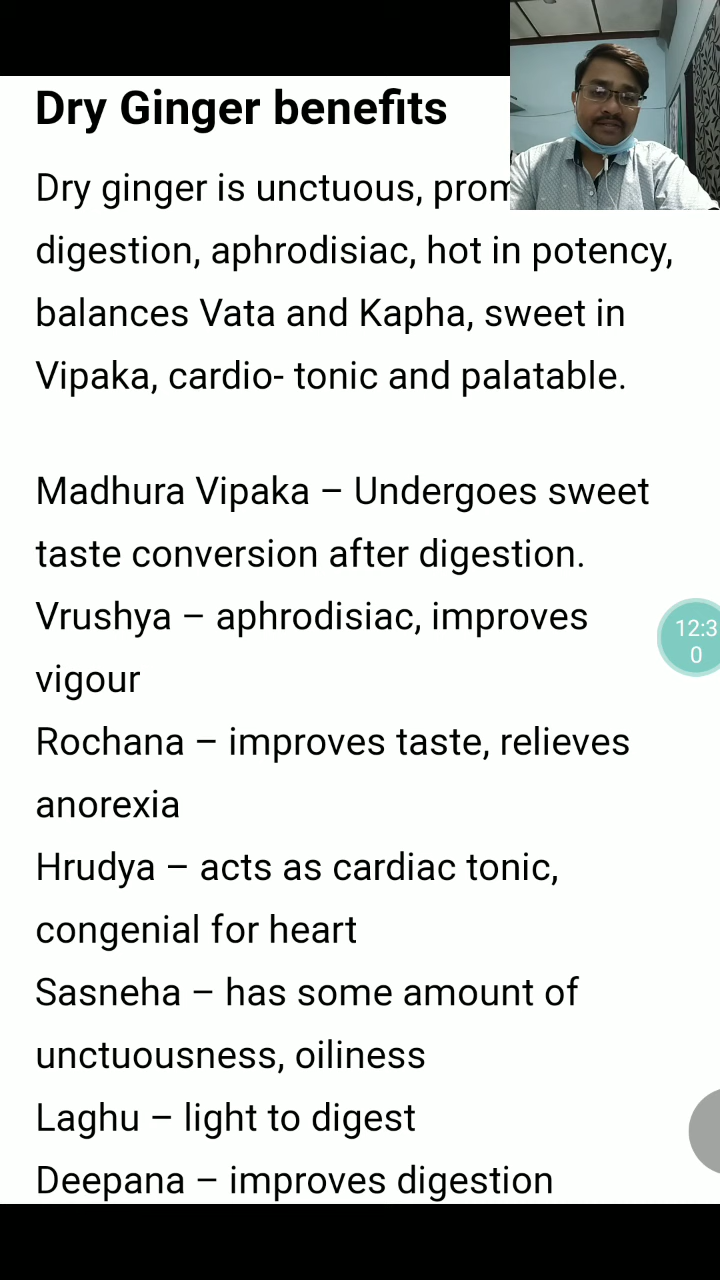 Dry Ginger benefits
Dry ginger is unctuous,
digestion, aphrodisiac, hot in potency,
balances Vata and Kapha, sweet in
Vipaka, cardio- tonic and palatable.
Madhura Vipaka – Undergoes sweet
taste conversion after digestion.
Vrushya – aphrodisiac, improves
vigour
Rochana – improves taste, relieves
anorexia
Hrudya – acts as cardiac tonic,
congenial for heart
Sasneha – has some amount of
unctuousness, oiliness
Laghu – light to digest
Deepana – improves digestion
12:3
0